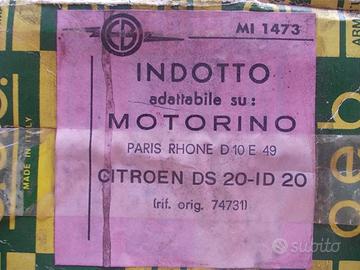 MI 1473
INDOTTO
adattabile su:
MOTORINO
PARIS RHONE D 10 E 49
CITROEN DS 20-ID 20
(rif. orig. 74731)
MADE IN ITALY
subito